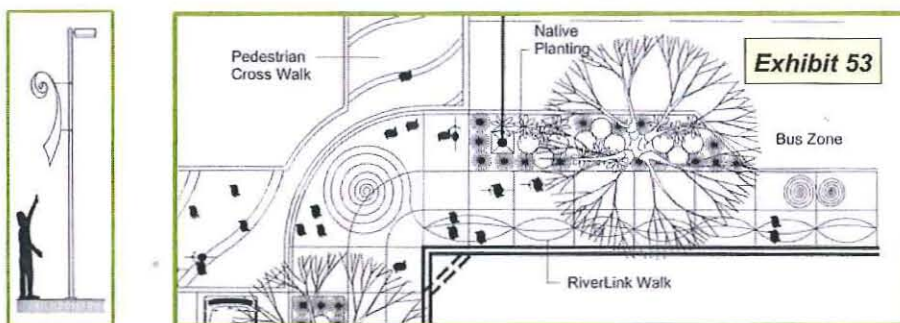 Native
Planting
Pedestrian
Cross Walk
Exhibit 53
Bus Zone
RiverLink Walk